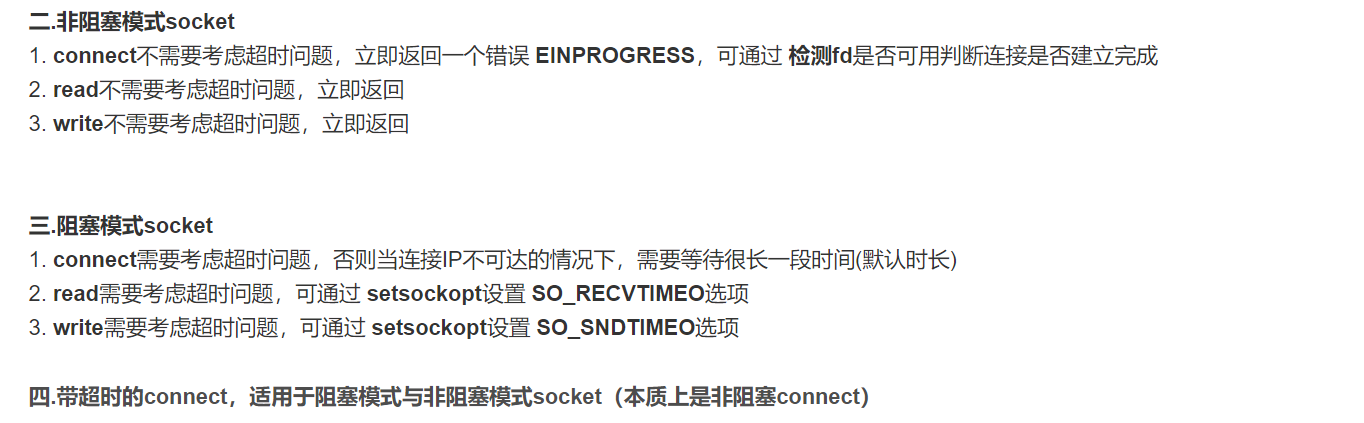 二.非阻塞模式socket
1. connect不需要考虑超时问题，立即返回一个错误 EINPROGRESS，可通过 检测fd是否可用判断连接是否建立完成
2. read不需要考虑超时问题，立即返回
3. write不需要考虑超时问题，立即返回
三.阻塞模式socket
1. connect需要考虑超时问题，否则当连接IP不可达的情况下，需要等待很长一段时间(默认时长)
2. read需要考虑超时问题，可通过 setsockopt设置 SO_RECVTIMEO选项
3. write需要考虑超时问题，可通过 setsockopt设置 SO_SNDTIMEO选项
四.带超时的connect，适用于阻塞模式与非阻塞模式socket（本质上是非阻塞connect）